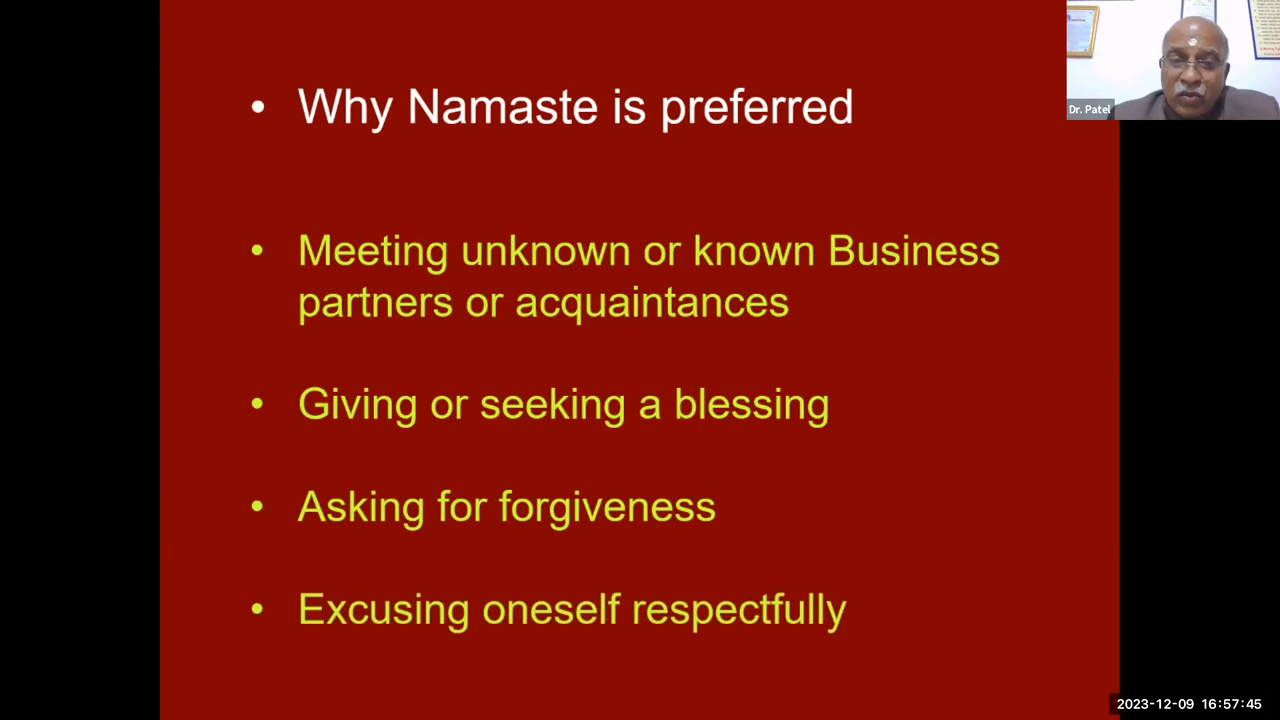 • Why Namaste is preferred
• Meeting unknown or known Business
partners or acquaintances
• Giving or seeking a blessing
• Asking for forgiveness
• Excusing oneself respectfully
Dr. Patel
2023-12-09 16:57:45